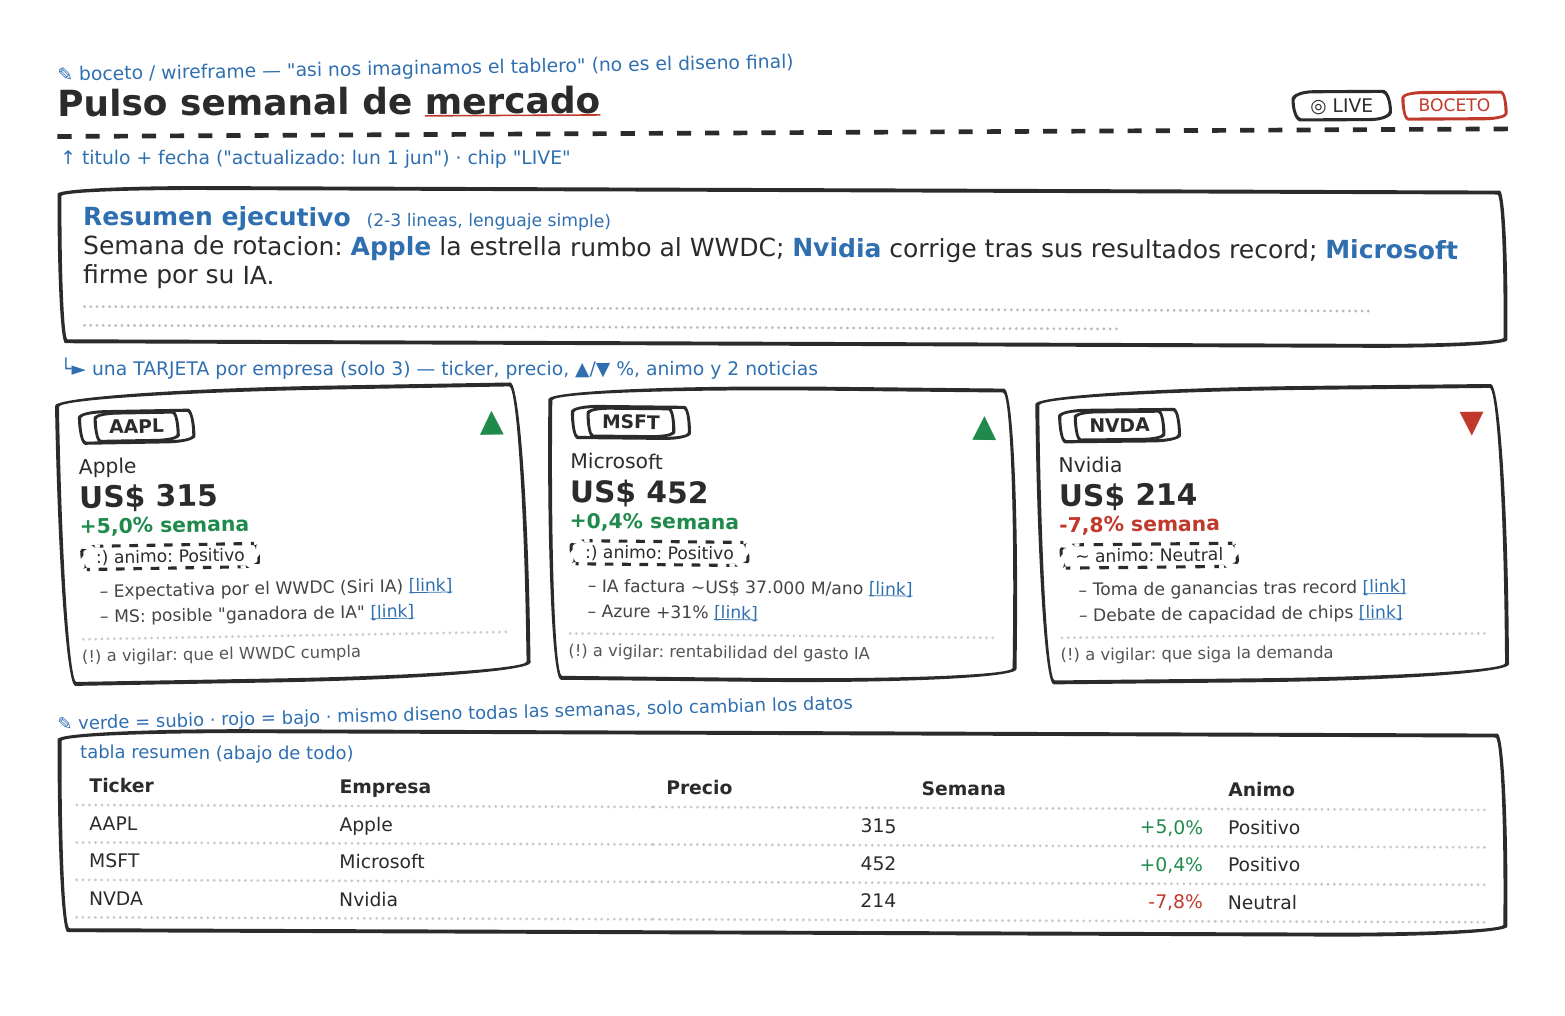 ✎ boceto / wireframe — "asi nos imaginamos el tablero" (no es el diseno final)
Pulso semanal de mercado
◎ LIVE
BOCETO
↑ titulo + fecha ("actualizado: lun 1 jun") · chip "LIVE"
Resumen ejecutivo (2-3 lineas, lenguaje simple)
Semana de rotacion: Apple la estrella rumbo al WWDC; Nvidia corrige tras sus resultados record; Microsoft
firme por su IA.
└► una TARJETA por empresa (solo 3) — ticker, precio, ▲/▼ %, animo y 2 noticias
AAPL ▲
Apple
US$ 315
+5,0% semana
:) animo: Positivo
– Expectativa por el WWDC (Siri IA) [link]
– MS: posible "ganadora de IA" [link]
(!) a vigilar: que el WWDC cumpla
MSFT ▲
Microsoft
US$ 452
+0,4% semana
:) animo: Positivo
– IA factura ~US$ 37.000 M/ano [link]
– Azure +31% [link]
(!) a vigilar: rentabilidad del gasto IA
NVDA ▼
Nvidia
US$ 214
-7,8% semana
~ animo: Neutral
– Toma de ganancias tras record [link]
– Debate de capacidad de chips [link]
(!) a vigilar: que siga la demanda
✎ verde = subio · rojo = bajo · mismo diseno todas las semanas, solo cambian los datos
tabla resumen (abajo de todo)
Ticker Empresa Precio Semana Animo
AAPL Apple 315 +5,0% Positivo
MSFT Microsoft 452 +0,4% Positivo
NVDA Nvidia 214 -7,8% Neutral